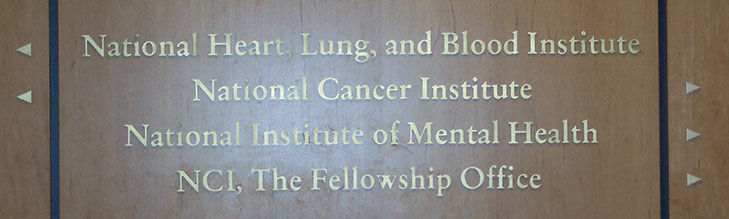 National Heart, Lung, and Blood Institute
National Cancer Institute
National Institute of Mental Health
NCI, The Fellowship Office